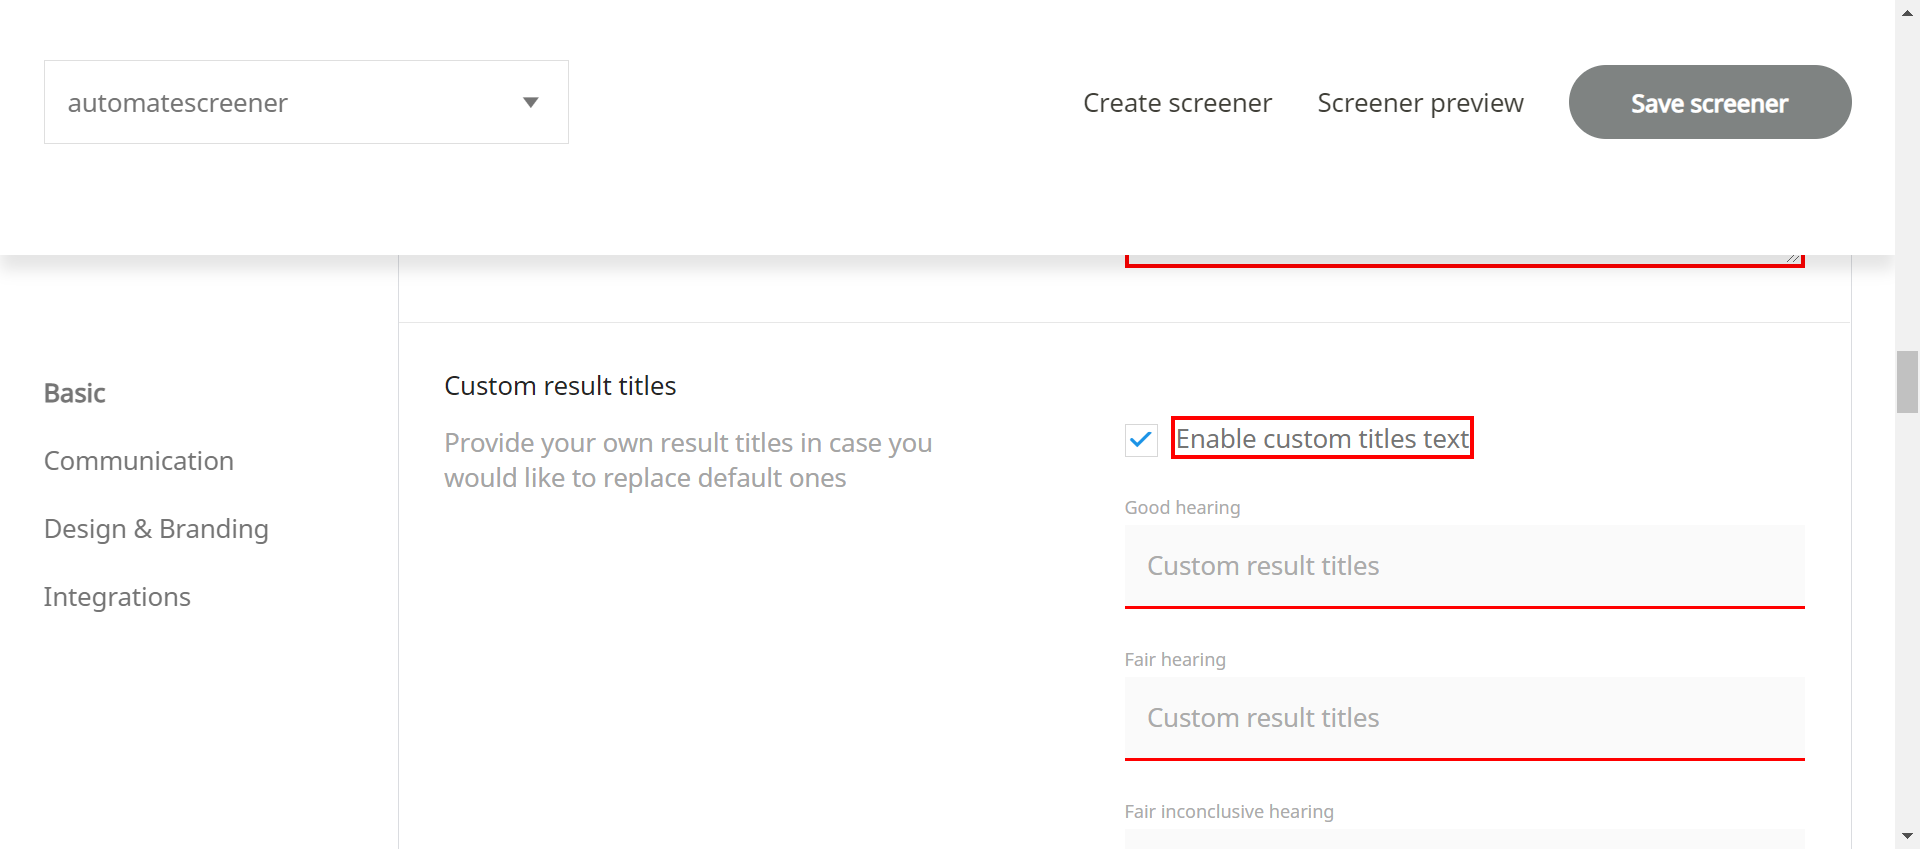 automatescreener
Create screener
Screener preview
Save screener
Basic
Communication
Design & Branding
Integrations
Custom result titles
Provide your own result titles in case you
would like to replace default ones
Enable custom titles text
Good hearing
Custom result titles
Fair hearing
Custom result titles
Fair inconclusive hearing